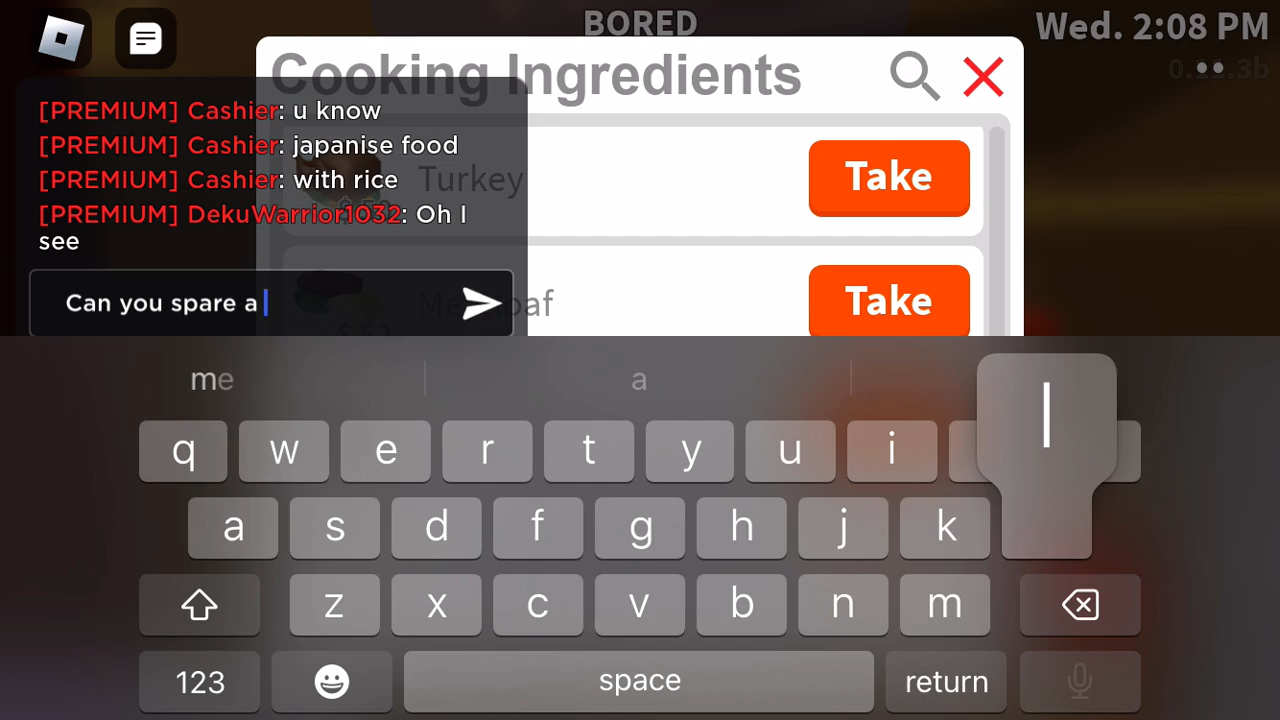 BORED
Wed. 2:08 PM
Cooking Ingredients
[PREMIUM] Cashier: u know
[PREMIUM] Cashier: japanise food
[PREMIUM] Cashier: with rice
[PREMIUM] DekuWarrior1032: Oh I
see
Turkey
Take
Take
Can you spare a
me
a
q w e r t y u i
a s d f g h j k l
z x c v b n m
123
space
return